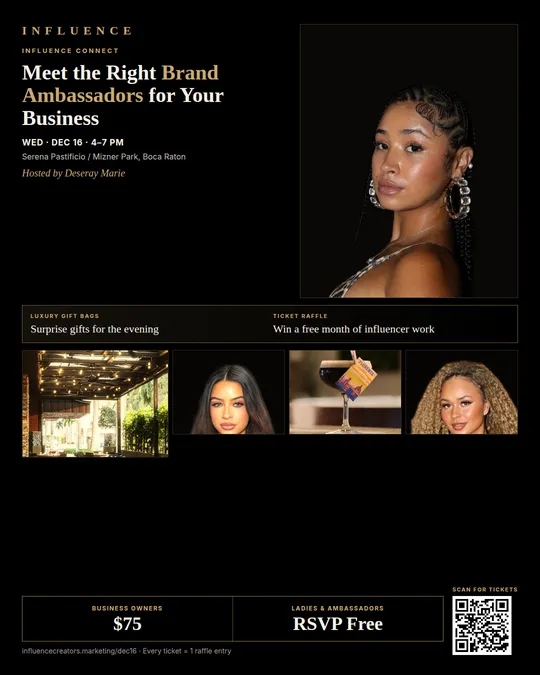 INFLUENCE
INFLUENCE CONNECT
Meet the Right Brand
Ambassadors for Your
Business
WED · DEC 16 · 4–7 PM
Serena Pastificio / Mizner Park, Boca Raton
Hosted by Deseray Marie
LUXURY GIFT BAGS
Surprise gifts for the evening
TICKET RAFFLE
Win a free month of influencer work
SCAN FOR TICKETS
BUSINESS OWNERS
$75
LADIES & AMBASSADORS
RSVP Free
influencecreators.marketing/dec16 · Every ticket = 1 raffle entry